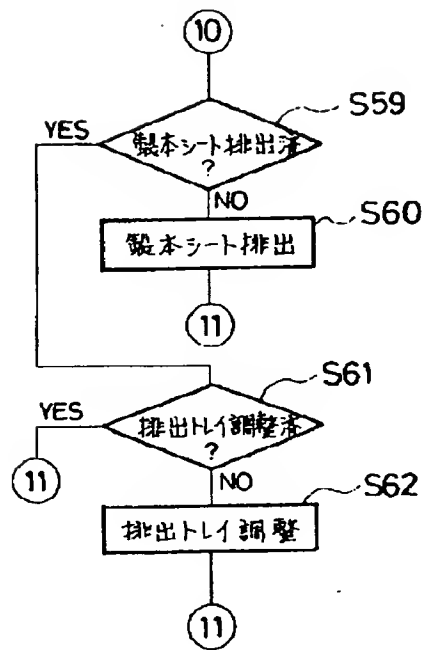 10
S59
YES
製本シート排出済
?
NO
S60
製本シート排出
11
S61
YES
排出トレイ調整済
?
11
NO
S62
排出トレイ調整
11